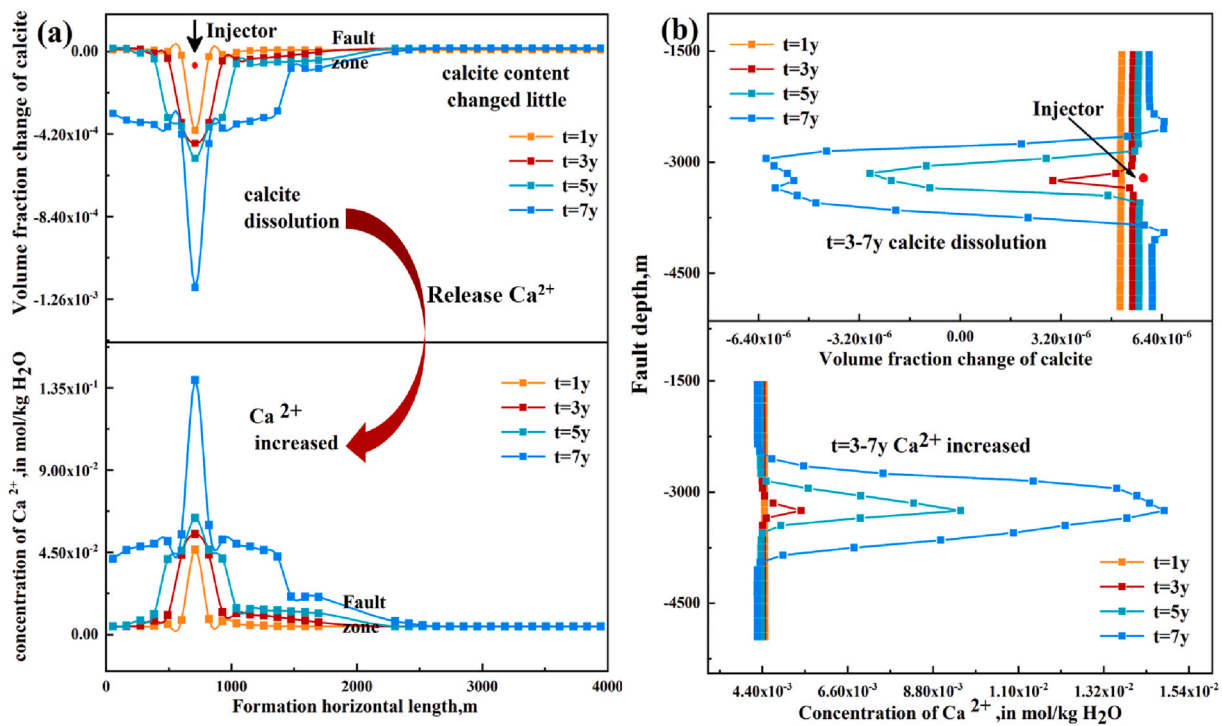 (a)
Injector
Fault
zone
calcite content
changed little
t=1y
t=3y
t=5y
t=7y
calcite
dissolution
Release Ca²⁺
0.00
-4.20x10⁻⁴
-8.40x10⁻⁴
-1.26x10⁻³
Volume fraction change of calcite
Ca ²⁺
increased
t=1y
t=3y
t=5y
t=7y
Fault
zone
1.35x10⁻¹
9.00x10⁻²
4.50x10⁻²
0.00
concentration of Ca ²⁺,in mol/kg H₂O
0 1000 2000 3000 4000
Formation horizontal length,m
(b)
t=1y
t=3y
t=5y
t=7y
Injector
t=3-7y calcite dissolution
-1500
-3000
-4500
-6.40x10⁻⁶ -3.20x10⁻⁶ 0.00 3.20x10⁻⁶ 6.40x10⁻⁶
Volume fraction change of calcite
Fault depth,m
t=3-7y Ca²⁺ increased
t=1y
t=3y
t=5y
t=7y
-1500
-3000
-4500
4.40x10⁻³ 6.60x10⁻³ 8.80x10⁻³ 1.10x10⁻² 1.32x10⁻² 1.54x10⁻²
Concentration of Ca ²⁺,in mol/kg H₂O